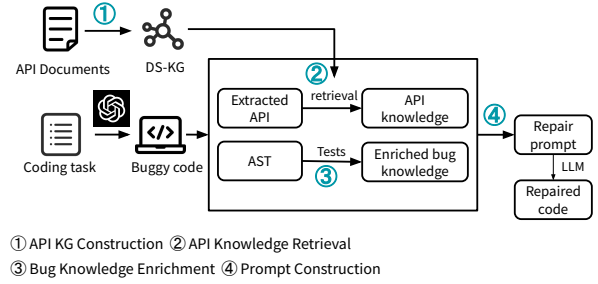 ①
API Documents
DS-KG
②
retrieval
Extracted
API
API
knowledge
④
Coding task
</>
Buggy code
AST
Tests
③
Enriched bug
knowledge
Repair
prompt
LLM
Repaired
code
① API KG Construction ② API Knowledge Retrieval
③ Bug Knowledge Enrichment ④ Prompt Construction